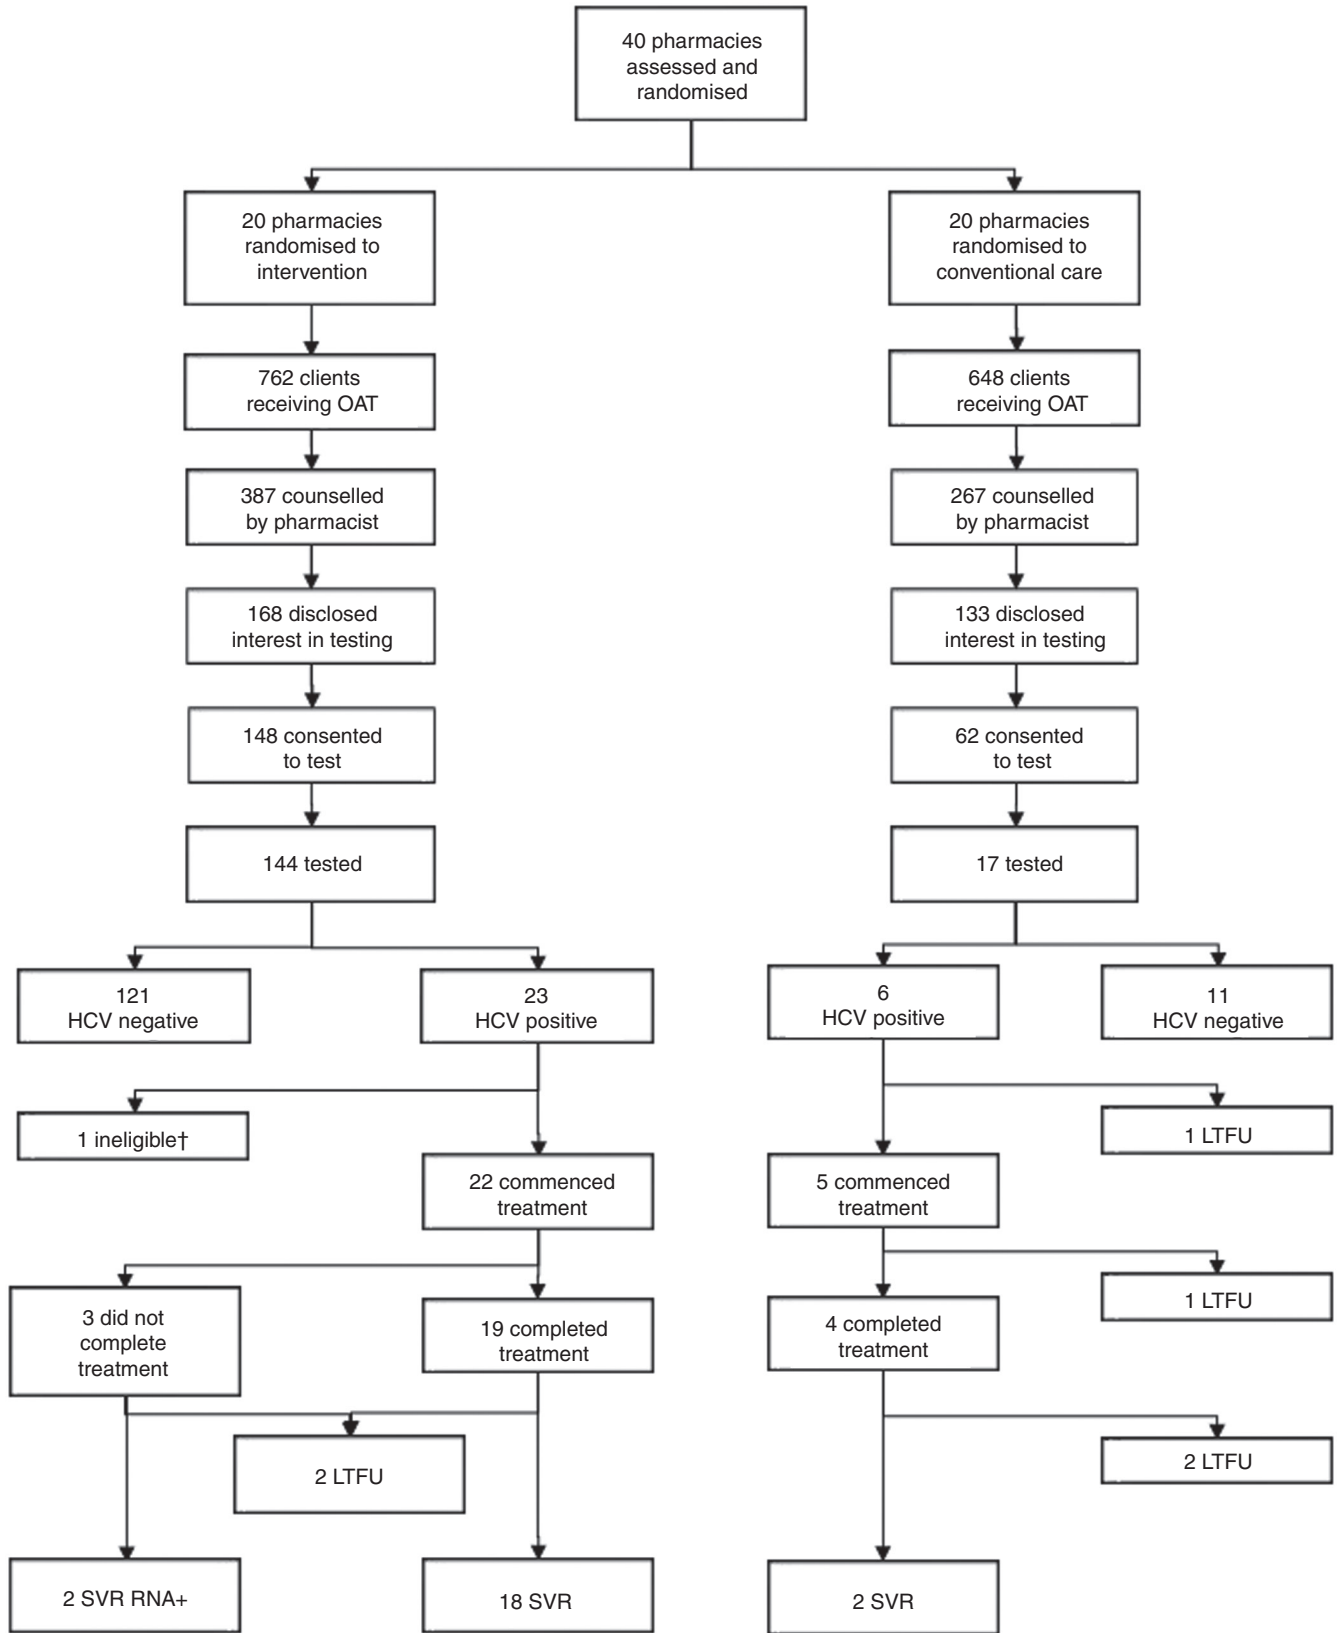 40 pharmacies
assessed and
randomised
20 pharmacies
randomised to
intervention
20 pharmacies
randomised to
conventional care
762 clients
receiving OAT
648 clients
receiving OAT
387 counselled
by pharmacist
267 counselled
by pharmacist
168 disclosed
interest in testing
133 disclosed
interest in testing
148 consented
to test
62 consented
to test
144 tested
17 tested
121
HCV negative
23
HCV positive
6
HCV positive
11
HCV negative
1 ineligible†
1 LTFU
22 commenced
treatment
5 commenced
treatment
3 did not
complete
treatment
19 completed
treatment
4 completed
treatment
1 LTFU
2 LTFU
2 LTFU
2 SVR RNA+
18 SVR
2 SVR